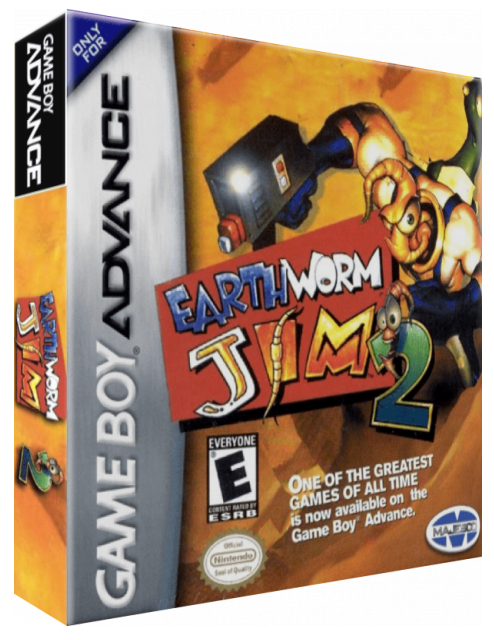 GAME BOY
ADVANCE
EARTHWORM
JIM
2
ONLY
FOR
GAME BOY ADVANCE
EARTHWORM
JIM
2
EVERYONE
E
CONTENT RATED BY
ESRB
ONE OF THE GREATEST
GAMES OF ALL TIME
is now available on the
Game Boy® Advance.
Official
Nintendo
Seal of Quality
MAJESCO